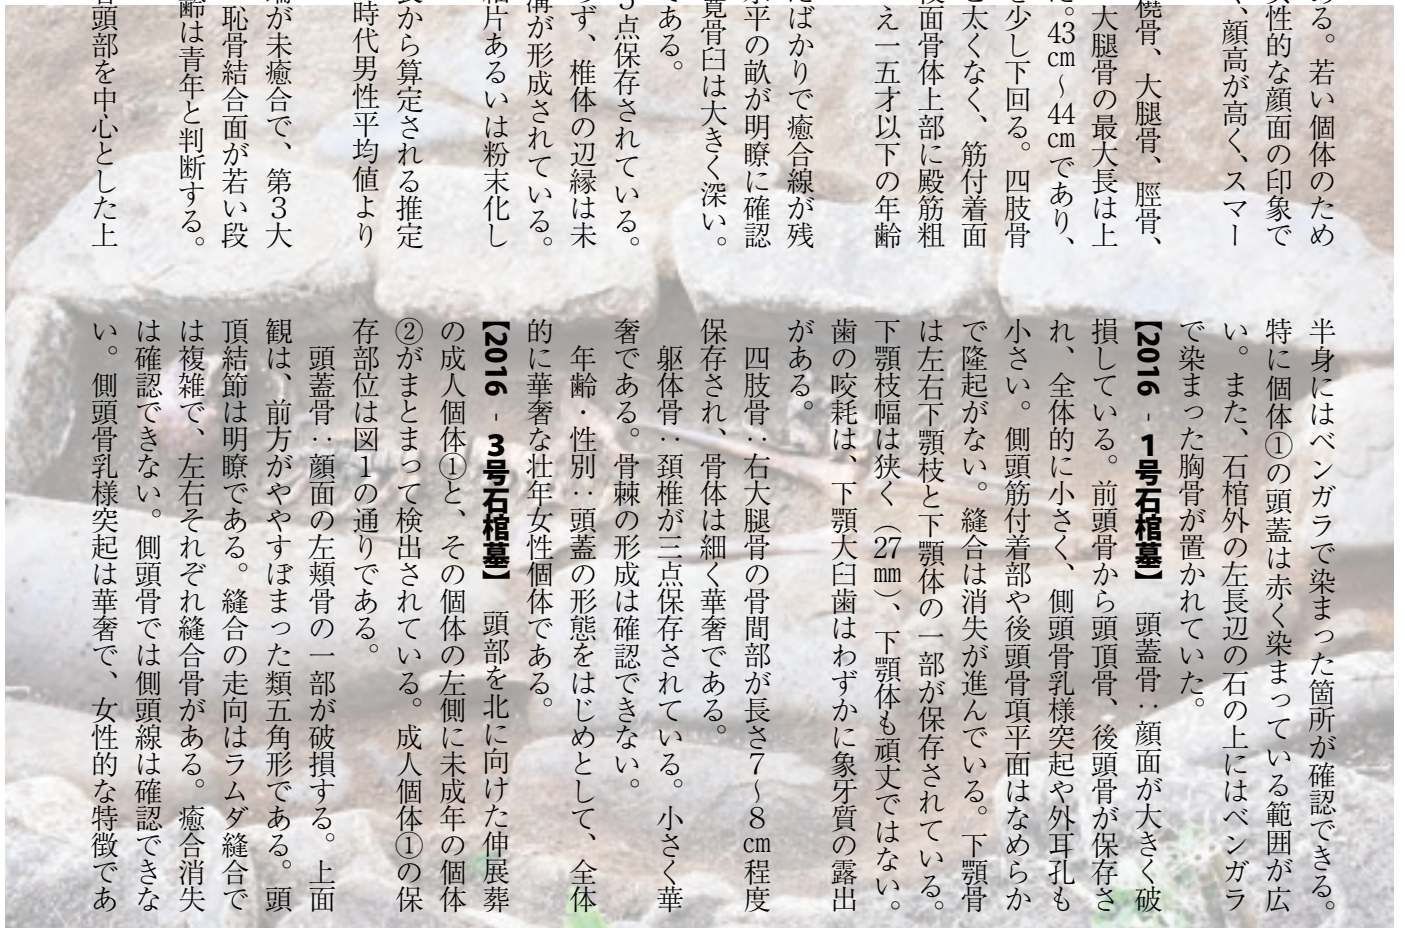 ある。若い個体のため
女性的な顔面の印象で
、顔高が高く、スマー
橈骨、大腿骨、脛骨、
大腿骨の最大長は上
。43㎝〜44㎝であり、
を少し下回る。四肢骨
ど太くなく、筋付着面
後面骨体上部に殿筋粗
え一五才以下の年齢
たばかりで癒合線が残
水平の畝が明瞭に確認
寛骨臼は大きく深い。
である。
5点保存されている。
らず、椎体の辺縁は未
溝が形成されている。
細片あるいは粉末化し
長から算定される推定
時代男性平均値より
端が未癒合で、第3大
恥骨結合面が若い段
齢は青年と判断する。
頭部を中心とした上
半身にはベンガラで染まった箇所が確認できる。
特に個体①の頭蓋は赤く染まっている範囲が広
い。また、石棺外の左長辺の石の上にはベンガラ
で染まった胸骨が置かれていた。
【2016 - 1号石棺墓】 頭蓋骨：顔面が大きく破
損している。前頭骨から頭頂骨、後頭骨が保存さ
れ、全体的に小さく、側頭骨乳様突起や外耳孔も
小さい。側頭筋付着部や後頭骨項平面はなめらか
で隆起がない。縫合は消失が進んでいる。下顎骨
は左右下顎枝と下顎体の一部が保存されている。
下顎枝幅は狭く（27㎜）、下顎体も頑丈ではない。
歯の咬耗は、下顎大臼歯はわずかに象牙質の露出
がある。
四肢骨：右大腿骨の骨間部が長さ7〜8㎝程度
保存され、骨体は細く華奢である。
躯体骨：頚椎が三点保存されている。小さく華
奢である。骨棘の形成は確認できない。
年齢・性別：頭蓋の形態をはじめとして、全体
的に華奢な壮年女性個体である。
【2016 - 3号石棺墓】 頭部を北に向けた伸展葬
の成人個体①と、その個体の左側に未成年の個体
②がまとまって検出されている。成人個体①の保
存部位は図1の通りである。
頭蓋骨：顔面の左頬骨の一部が破損する。上面
観は、前方がややすぼまった類五角形である。頭
頂結節は明瞭である。縫合の走向はラムダ縫合で
は複雑で、左右それぞれ縫合骨がある。癒合消失
は確認できない。側頭骨では側頭線は確認できな
い。側頭骨乳様突起は華奢で、女性的な特徴であ